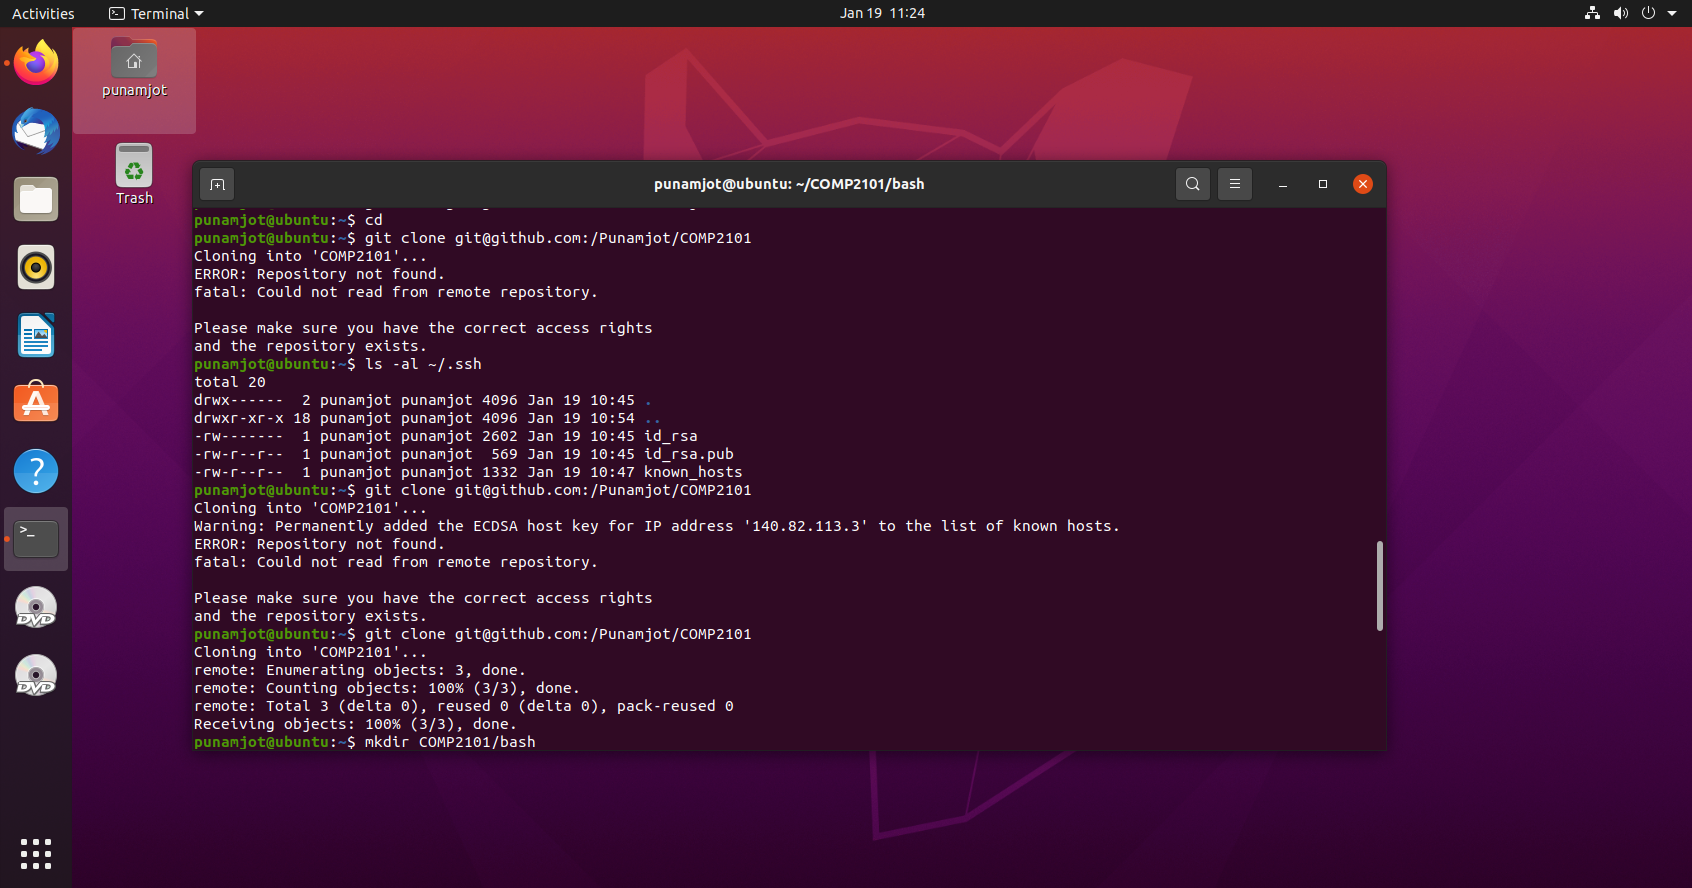 Activities
Terminal
Jan 19 11:24
punamjot
Trash
punamjot@ubuntu: ~/COMP2101/bash
punamjot@ubuntu:~$ cd
punamjot@ubuntu:~$ git clone git@github.com:/Punamjot/COMP2101
Cloning into 'COMP2101'...
ERROR: Repository not found.
fatal: Could not read from remote repository.

Please make sure you have the correct access rights
and the repository exists.
punamjot@ubuntu:~$ ls -al ~/.ssh
total 20
drwx------  2 punamjot punamjot 4096 Jan 19 10:45 .
drwxr-xr-x 18 punamjot punamjot 4096 Jan 19 10:54 ..
-rw-------  1 punamjot punamjot 2602 Jan 19 10:45 id_rsa
-rw-r--r--  1 punamjot punamjot  569 Jan 19 10:45 id_rsa.pub
-rw-r--r--  1 punamjot punamjot 1332 Jan 19 10:47 known_hosts
punamjot@ubuntu:~$ git clone git@github.com:/Punamjot/COMP2101
Cloning into 'COMP2101'...
Warning: Permanently added the ECDSA host key for IP address '140.82.113.3' to the list of known hosts.
ERROR: Repository not found.
fatal: Could not read from remote repository.

Please make sure you have the correct access rights
and the repository exists.
punamjot@ubuntu:~$ git clone git@github.com:/Punamjot/COMP2101
Cloning into 'COMP2101'...
remote: Enumerating objects: 3, done.
remote: Counting objects: 100% (3/3), done.
remote: Total 3 (delta 0), reused 0 (delta 0), pack-reused 0
Receiving objects: 100% (3/3), done.
punamjot@ubuntu:~$ mkdir COMP2101/bash
DVD
DVD